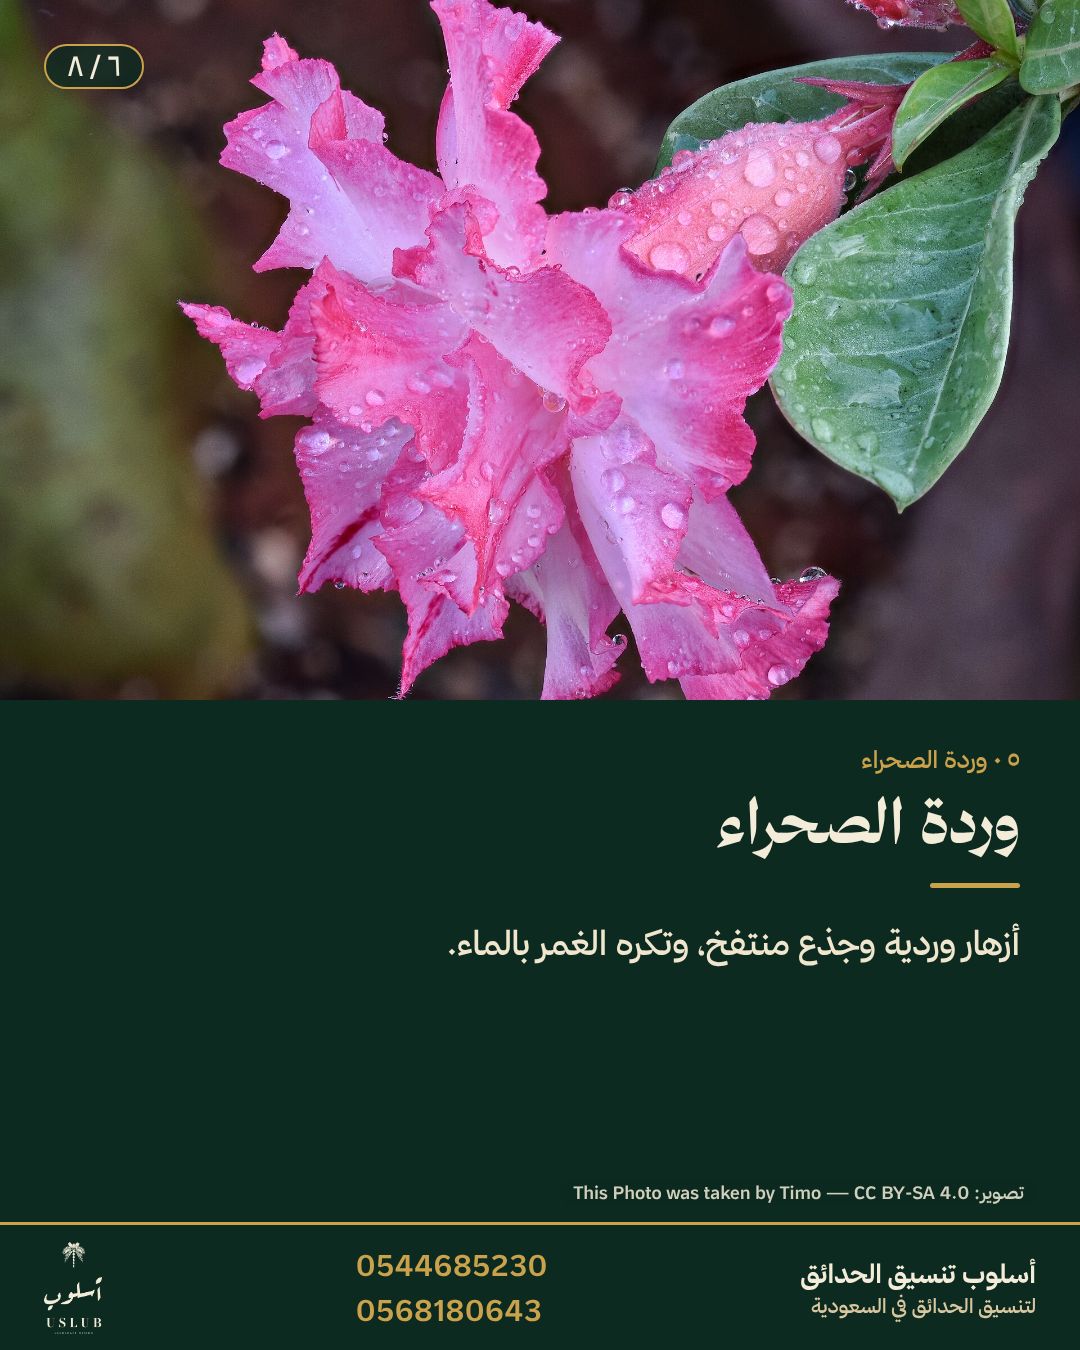 ٦ / ٨
٥ · وردة الصحراء
وردة الصحراء
أزهار وردية وجذع منتفخ، وتكره الغمر بالماء.
تصوير: This Photo was taken by Timo — CC BY-SA 4.0
أسلوب تنسيق الحدائق
لتنسيق الحدائق في السعودية
0544685230
0568180643
أسلوب
USLUB